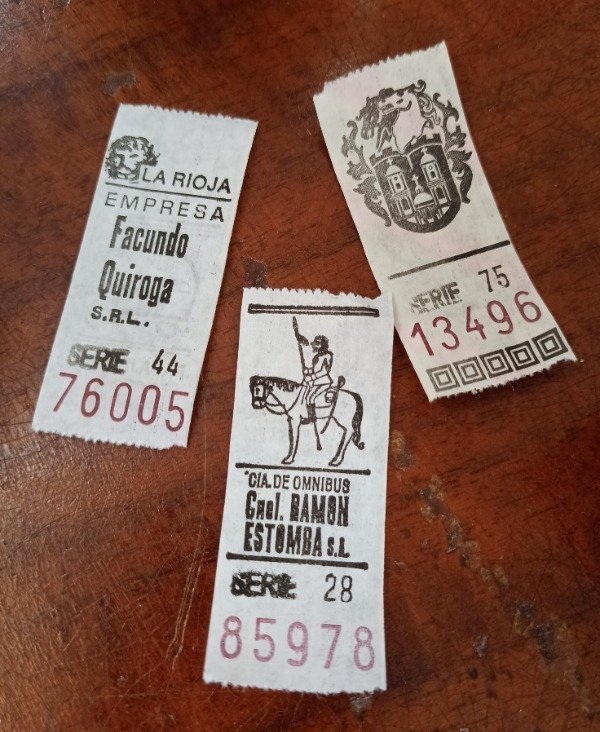 LA RIOJA
EMPRESA
Facundo
Quiroga
S.R.L.
SERIE 44
76005
SERIE 75
13496
CIA. DE OMNIBUS
Cnel. RAMON
ESTOMBA S.L
SERIE 28
85978